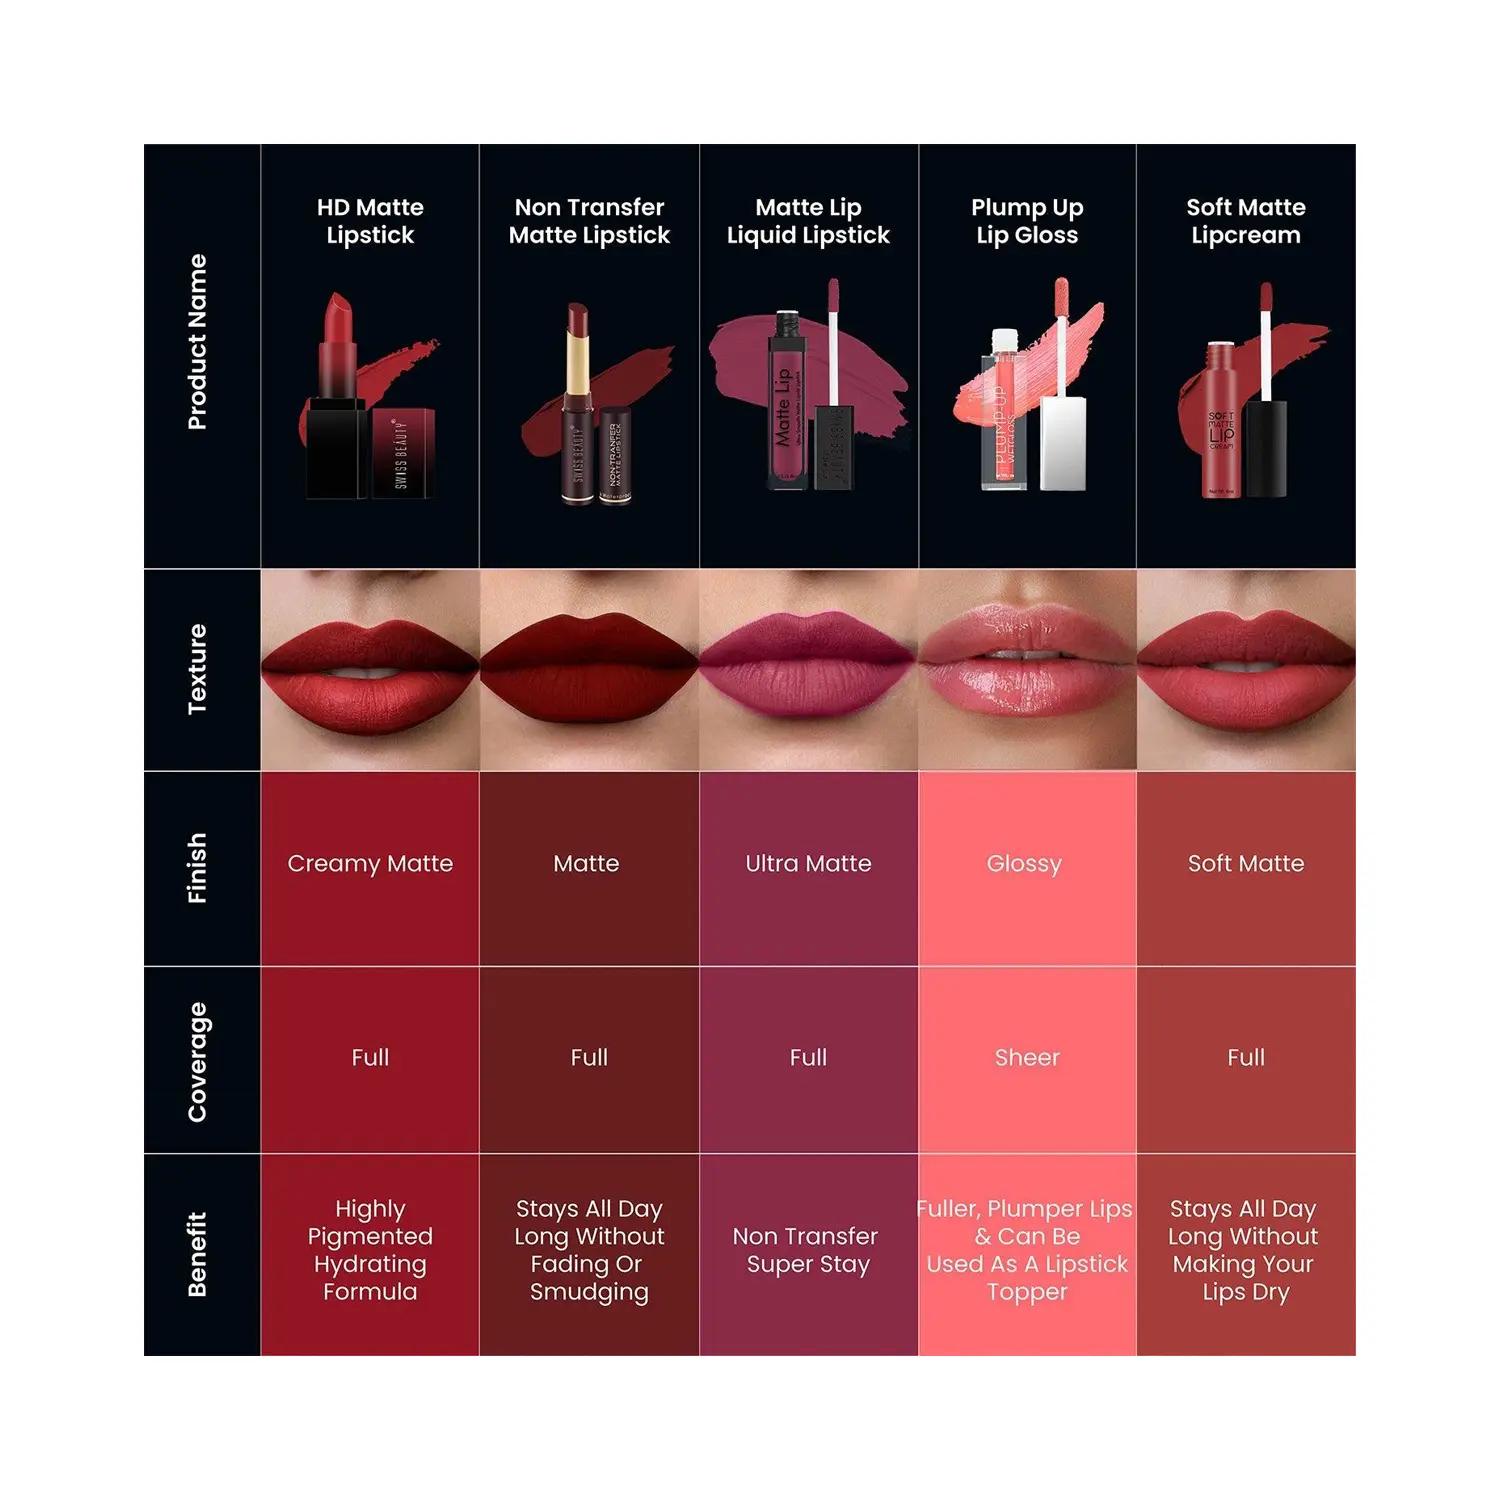 Product Name
HD Matte
Lipstick
Non Transfer
Matte Lipstick
Matte Lip
Liquid Lipstick
Plump Up
Lip Gloss
Soft Matte
Lipcream
SWISS BEAUTY
SWISS BEAUTY
NON-TRANFER
MATTE LIPSTICK
Waterproof
Matte Lip
SWISS BEAUTY
PLUMP-UP
WETGLOSS
SOFT
MATTE
LIP
CREAM
Texture
Finish
Creamy Matte
Matte
Ultra Matte
Glossy
Soft Matte
Coverage
Full
Full
Full
Sheer
Full
Benefit
Highly
Pigmented
Hydrating
Formula
Stays All Day
Long Without
Fading Or
Smudging
Non Transfer
Super Stay
Fuller, Plumper Lips
& Can Be
Used As A Lipstick
Topper
Stays All Day
Long Without
Making Your
Lips Dry